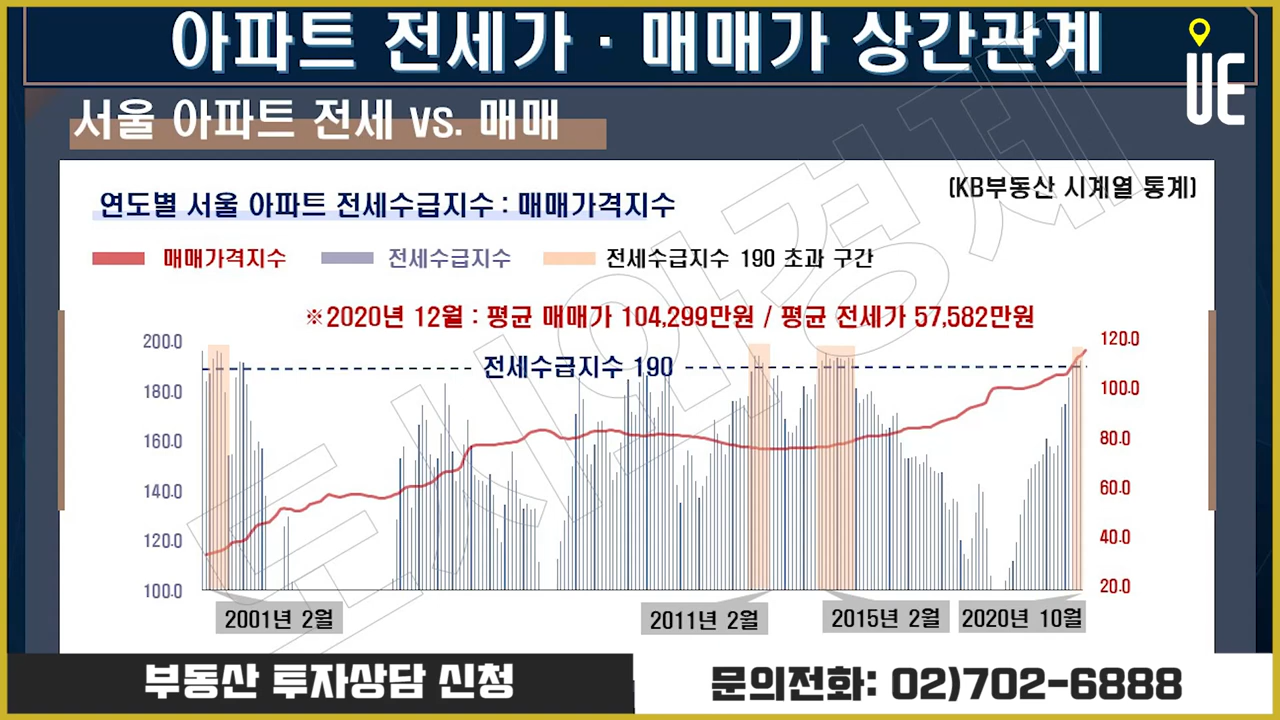 아파트 전세가 · 매매가 상간관계
UE
서울 아파트 전세 vs. 매매
(KB부동산 시계열 통계)
연도별 서울 아파트 전세수급지수 : 매매가격지수
매매가격지수 전세수급지수 전세수급지수 190 초과 구간
※2020년 12월 : 평균 매매가 104,299만원 / 평균 전세가 57,582만원
전세수급지수 190
200.0
180.0
160.0
140.0
120.0
100.0
120.0
100.0
80.0
60.0
40.0
20.0
2001년 2월
2011년 2월
2015년 2월
2020년 10월
도시와경제
부동산 투자상담 신청
문의전화: 02)702-6888